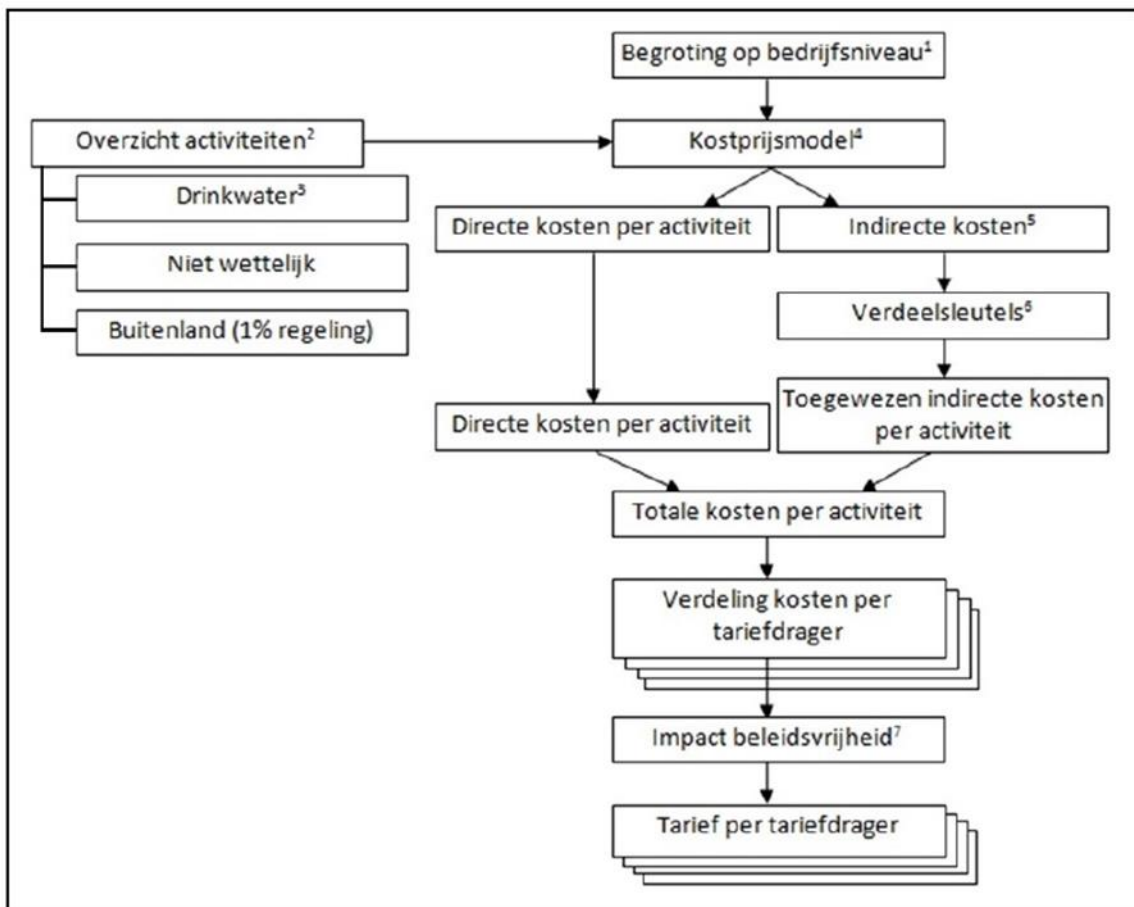 Begroting op bedrijfsniveau¹
Overzicht activiteiten²
Kostprijsmodel⁴
Drinkwater³
Niet wettelijk
Buitenland (1% regeling)
Directe kosten per activiteit
Indirecte kosten⁵
Verdeelsleutels⁶
Directe kosten per activiteit
Toegewezen indirecte kosten
per activiteit
Totale kosten per activiteit
Verdeling kosten per
tariefdrager
Impact beleidsvrijheid⁷
Tarief per tariefdrager